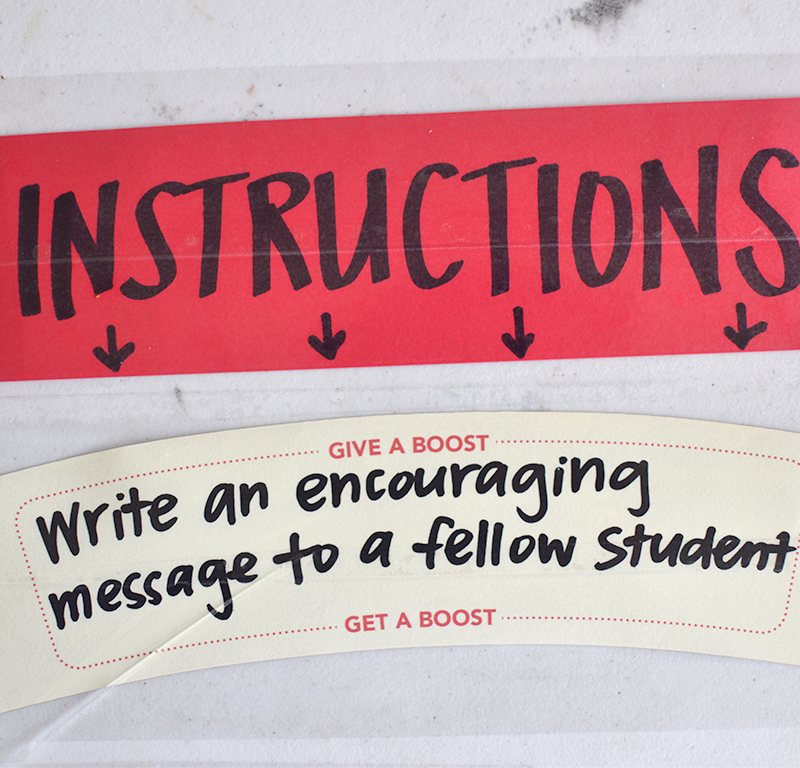 INSTRUCTIONS
GIVE A BOOST
Write an encouraging
message to a fellow student
GET A BOOST